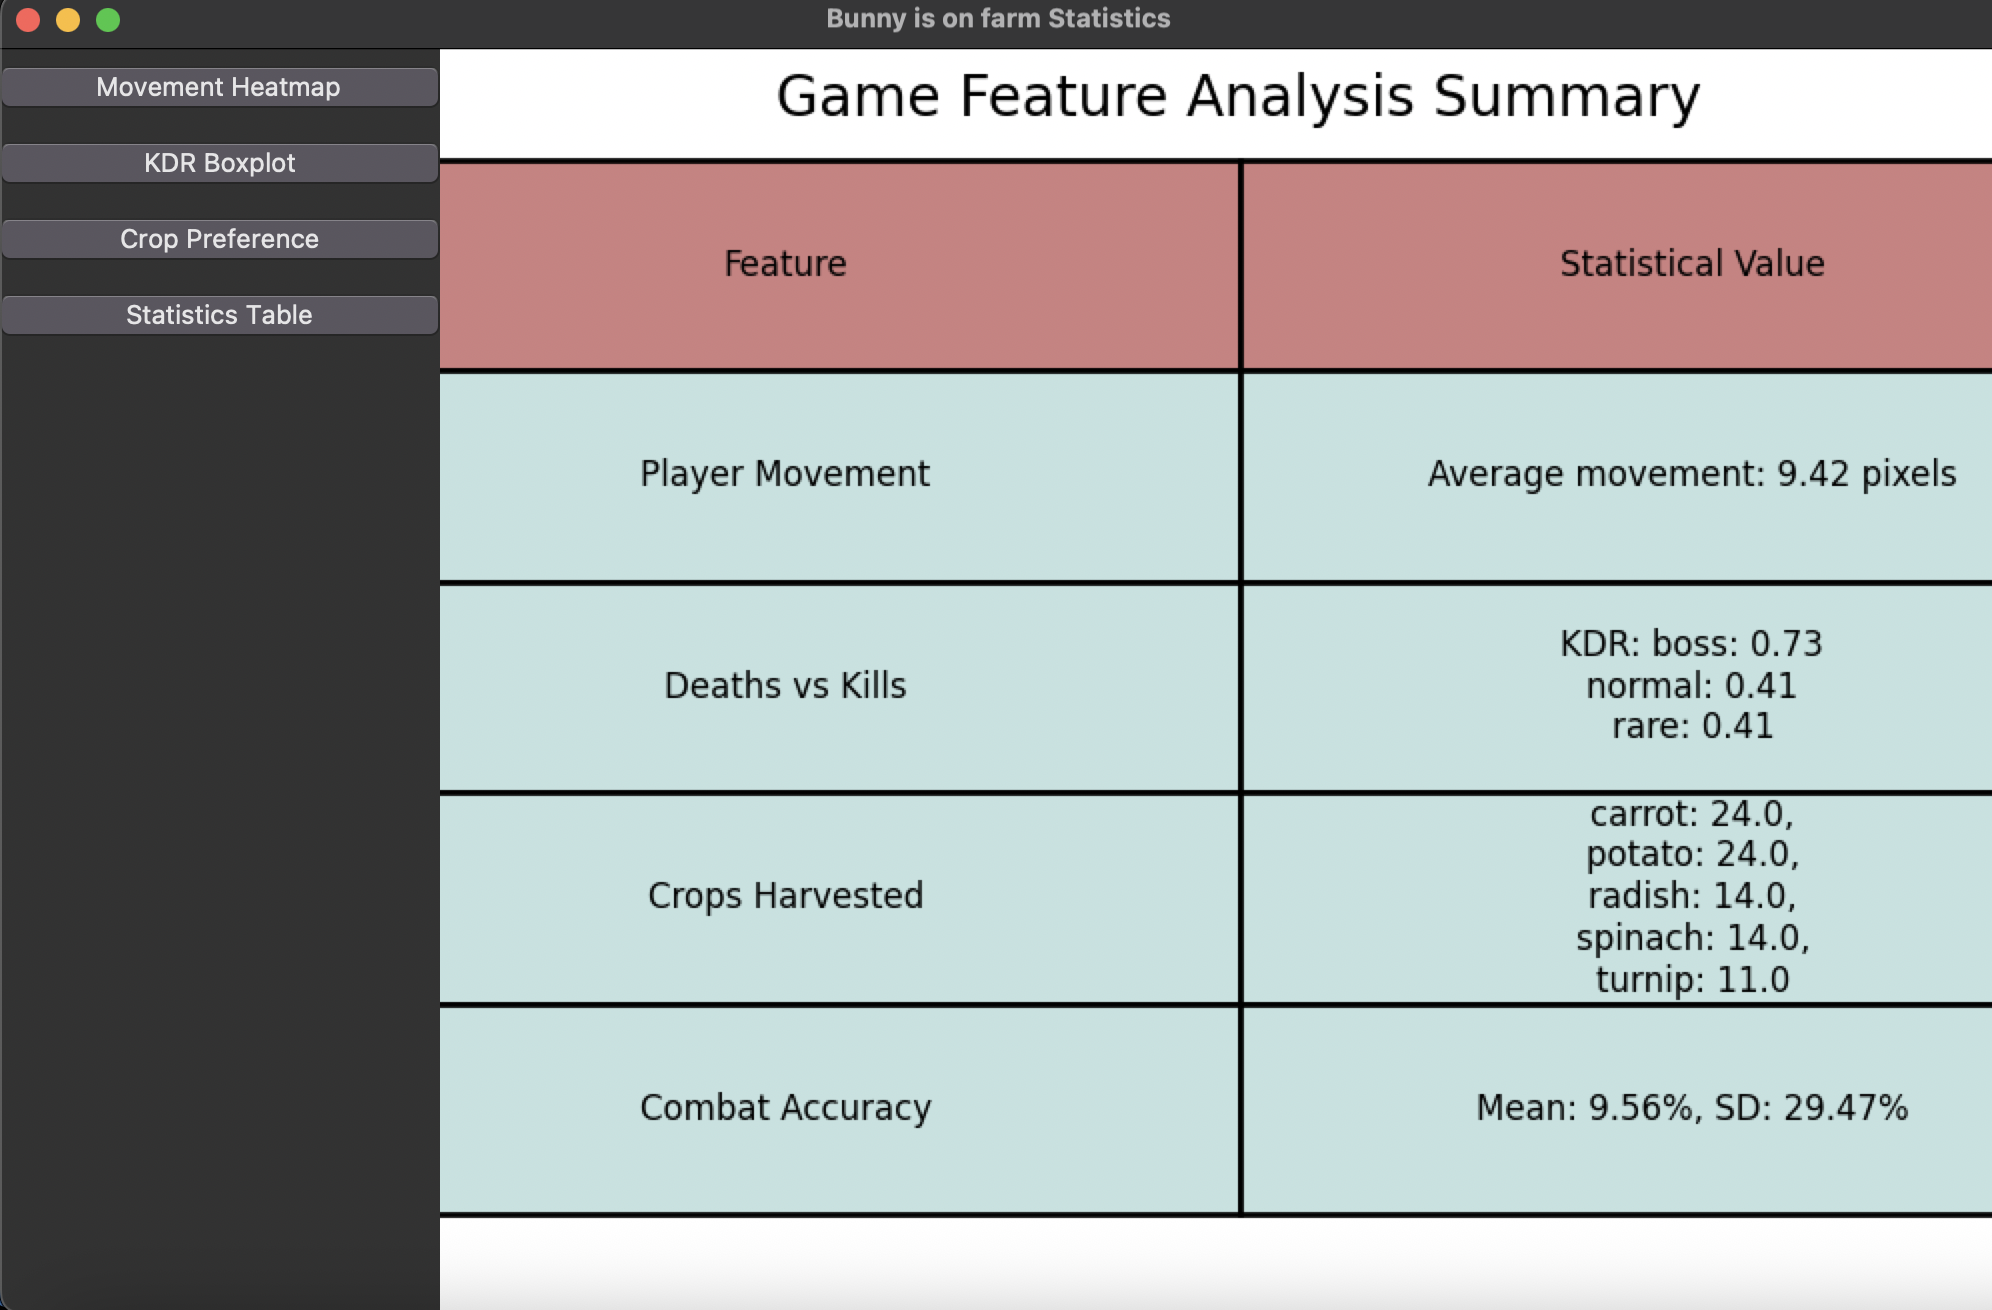 Bunny is on farm Statistics
Movement Heatmap
KDR Boxplot
Crop Preference
Statistics Table
Game Feature Analysis Summary
Feature
Statistical Value
Player Movement
Average movement: 9.42 pixels
Deaths vs Kills
KDR: boss: 0.73
normal: 0.41
rare: 0.41
Crops Harvested
carrot: 24.0,
potato: 24.0,
radish: 14.0,
spinach: 14.0,
turnip: 11.0
Combat Accuracy
Mean: 9.56%, SD: 29.47%